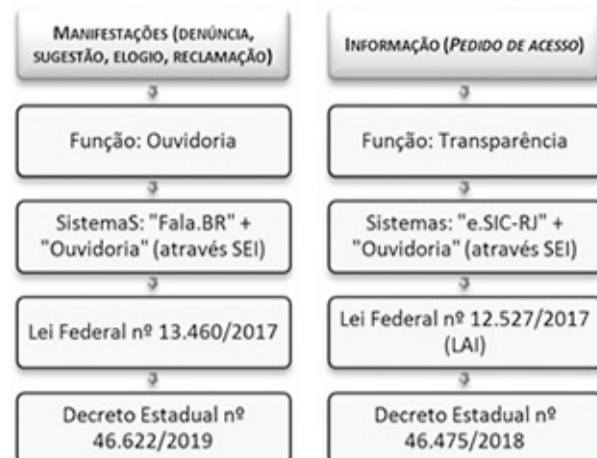 MANIFESTAÇÕES (DENÚNCIA,
SUGESTÃO, ELOGIO, RECLAMAÇÃO)
Função: Ouvidoria
SistemaS: "Fala.BR" +
"Ouvidoria" (através SEI)
Lei Federal nº 13.460/2017
Decreto Estadual nº
46.622/2019
INFORMAÇÃO (PEDIDO DE ACESSO)
Função: Transparência
Sistemas: "e.SIC-RJ" +
"Ouvidoria" (através SEI)
Lei Federal nº 12.527/2017
(LAI)
Decreto Estadual nº
46.475/2018